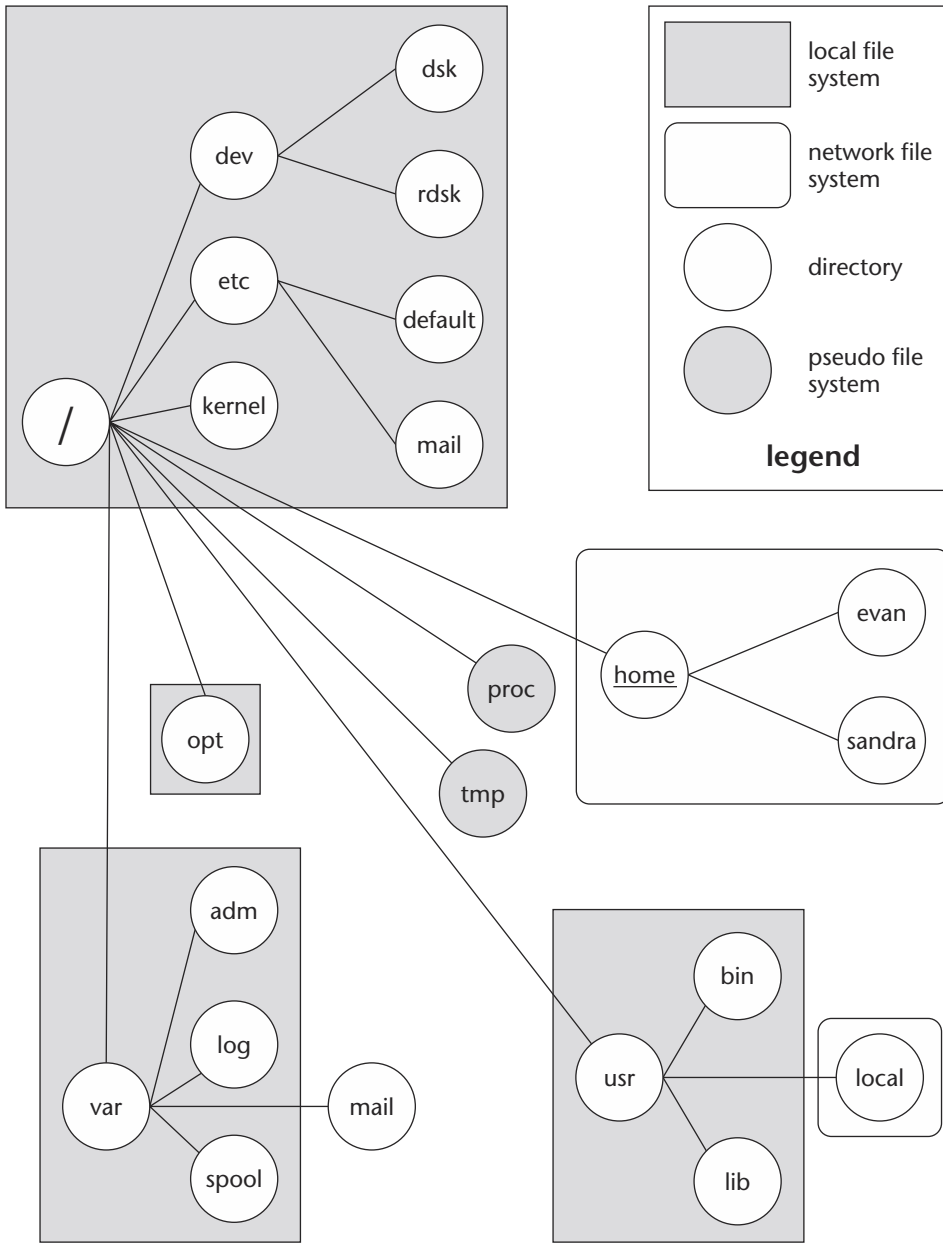 dsk
dev
rdsk
etc
default
kernel
/
mail
local file
system
network file
system
directory
pseudo file
system
legend
evan
home
proc
sandra
opt
tmp
adm
log
var
mail
spool
bin
usr
local
lib